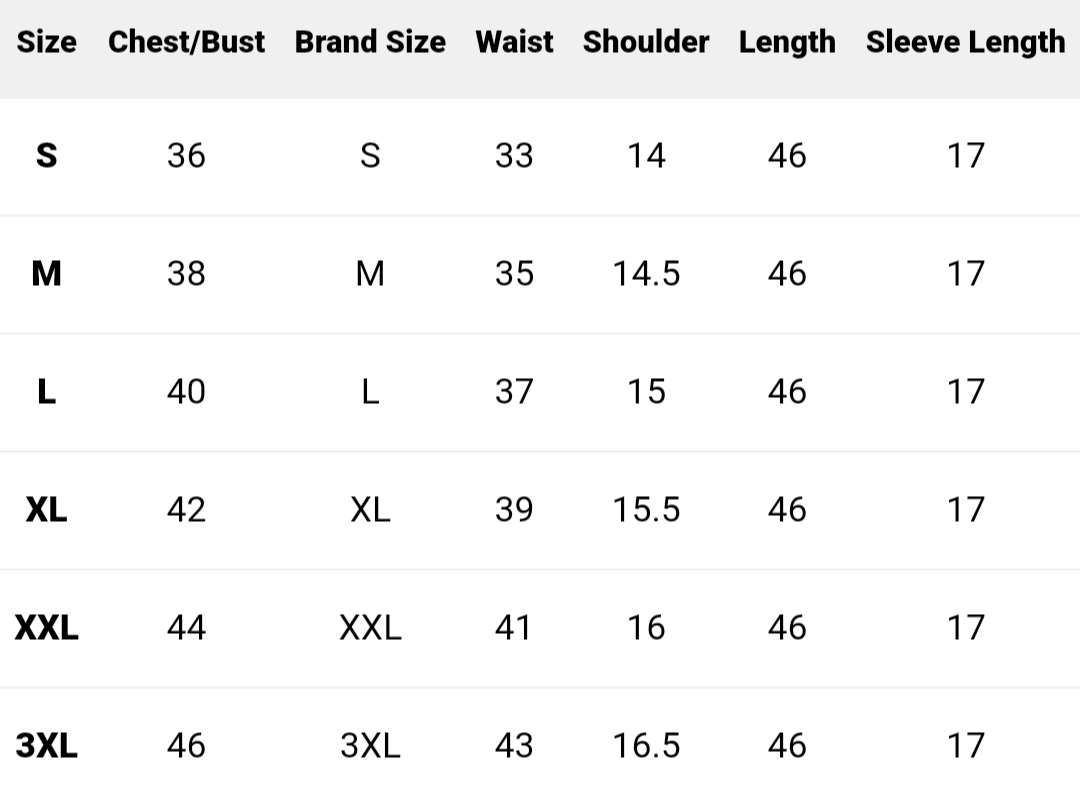 Size Chest/Bust Brand Size Waist Shoulder Length Sleeve Length
S 36 S 33 14 46 17
M 38 M 35 14.5 46 17
L 40 L 37 15 46 17
XL 42 XL 39 15.5 46 17
XXL 44 XXL 41 16 46 17
3XL 46 3XL 43 16.5 46 17